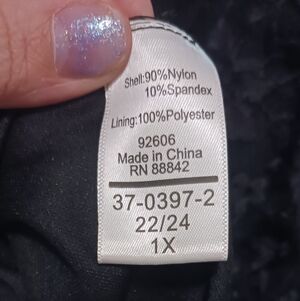 Shell:90%Nylon
10%Spandex
Lining:100%Polyester
92606
Made in China
RN 88842
37-0397-2
22/24
1X